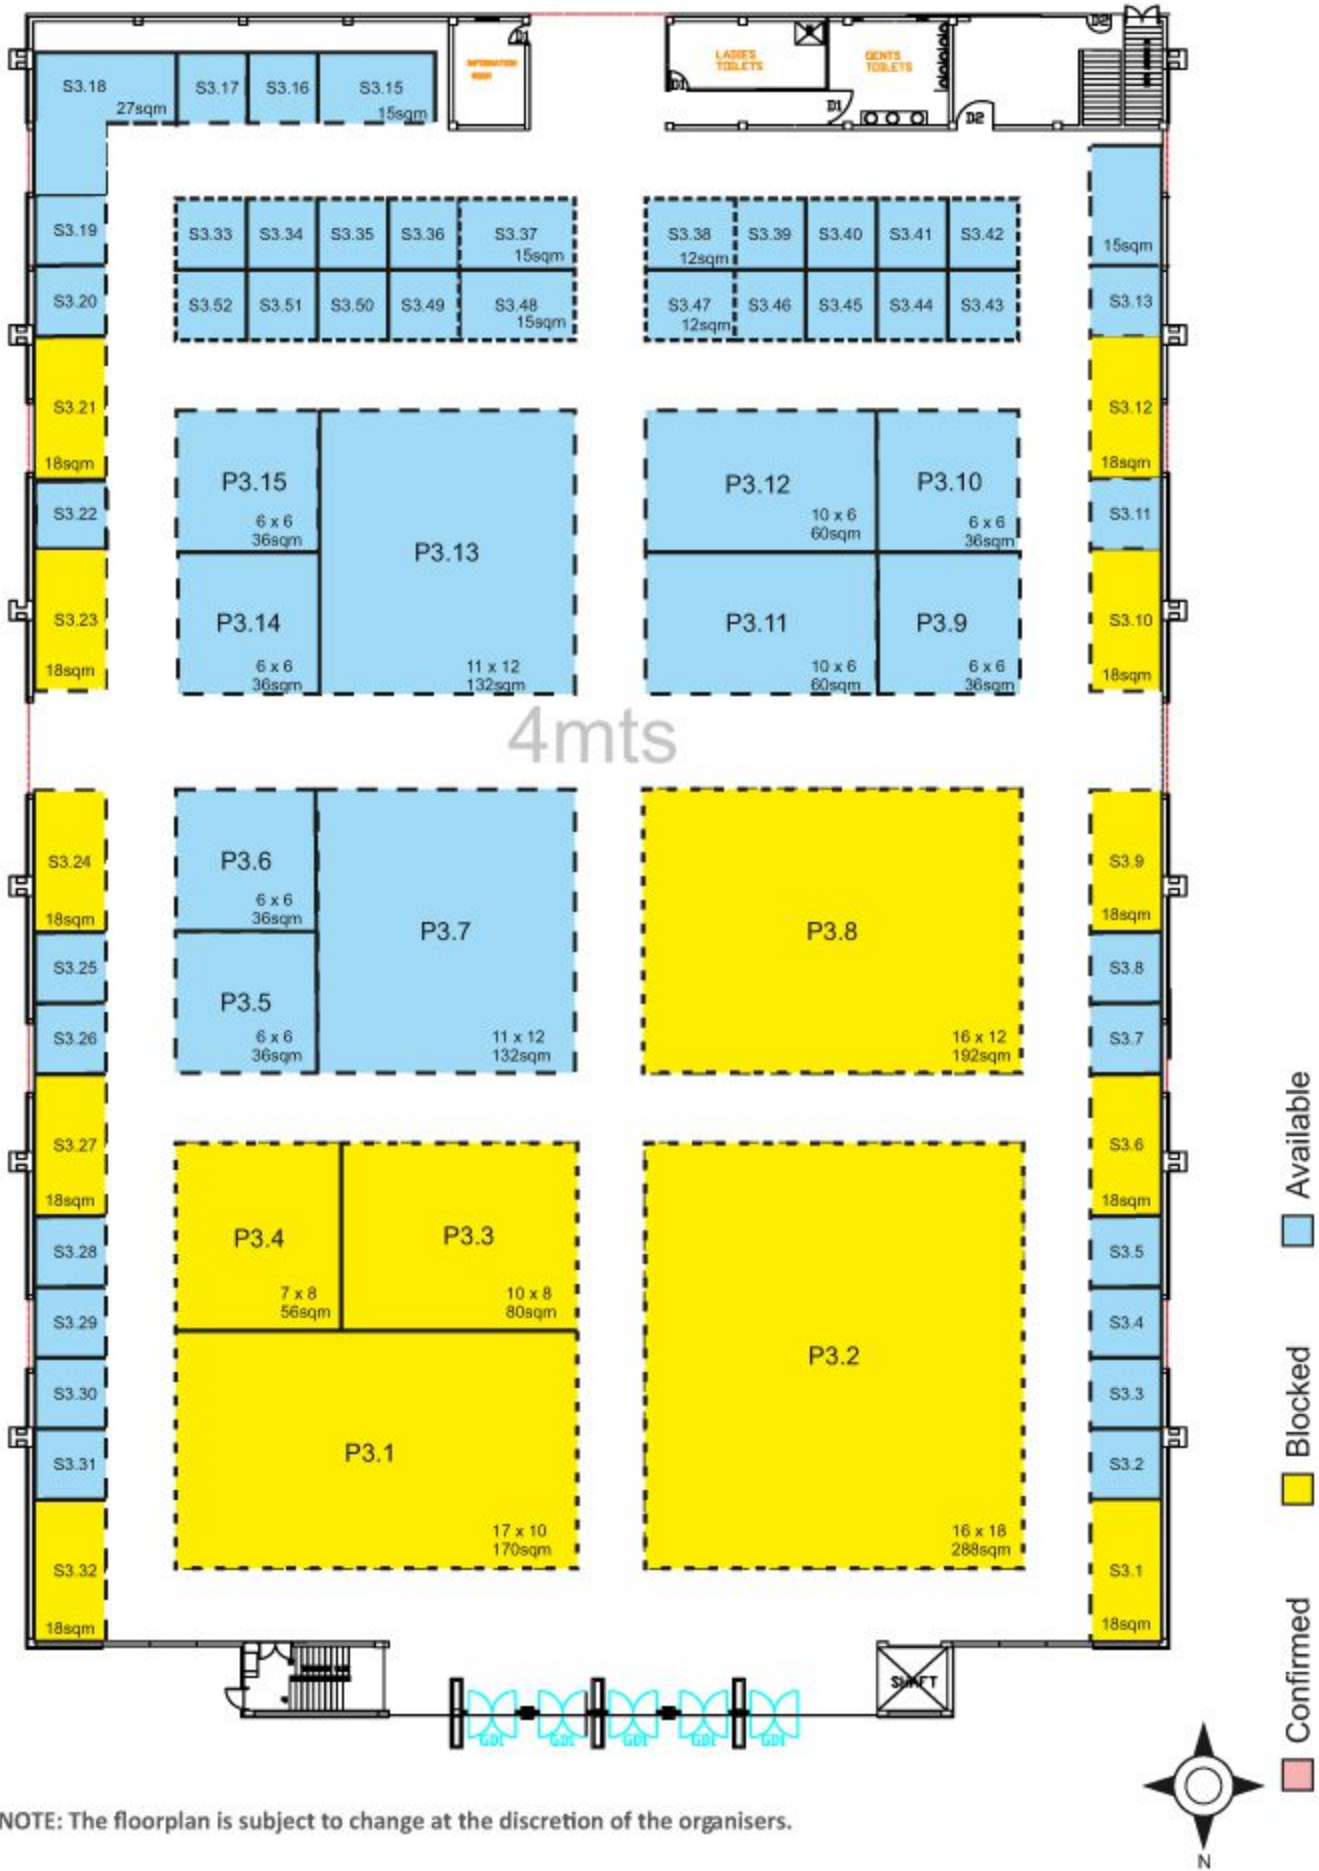 D1
D2
INFORMATION
ROOM
LADIES
TOILETS
GENTS
TOILETS
D1
D1
D2
S3.18
27sqm
S3.17
S3.16
S3.15
15sqm
S3.19
S3.20
S3.21
18sqm
S3.22
S3.23
18sqm
S3.33
S3.34
S3.35
S3.36
S3.37
15sqm
S3.52
S3.51
S3.50
S3.49
S3.48
15sqm
S3.38
12sqm
S3.39
S3.40
S3.41
S3.42
S3.47
12sqm
S3.46
S3.45
S3.44
S3.43
15sqm
S3.13
S3.12
18sqm
S3.11
S3.10
18sqm
P3.15
6 x 6
36sqm
P3.14
6 x 6
36sqm
P3.13
11 x 12
132sqm
P3.12
10 x 6
60sqm
P3.10
6 x 6
36sqm
P3.11
10 x 6
60sqm
P3.9
6 x 6
36sqm
4mts
S3.24
18sqm
S3.25
S3.26
S3.27
18sqm
S3.28
S3.29
S3.30
S3.31
S3.32
18sqm
P3.6
6 x 6
36sqm
P3.5
6 x 6
36sqm
P3.7
11 x 12
132sqm
P3.8
16 x 12
192sqm
P3.4
7 x 8
56sqm
P3.3
10 x 8
80sqm
P3.1
17 x 10
170sqm
P3.2
16 x 18
288sqm
S3.9
18sqm
S3.8
S3.7
S3.6
18sqm
S3.5
S3.4
S3.3
S3.2
S3.1
18sqm
SHAFT
GD1
GD1
GD1
GD1
GD1
Available
Blocked
Confirmed
N
NOTE: The floorplan is subject to change at the discretion of the organisers.